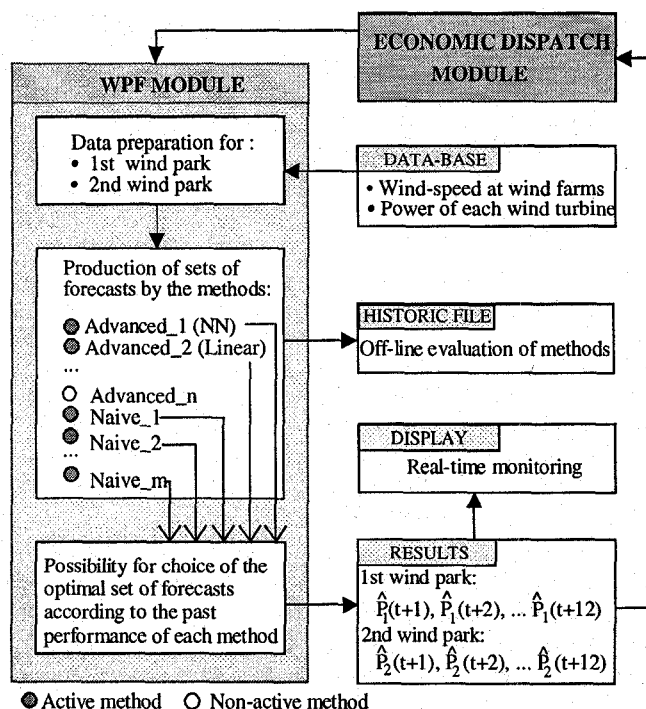 ECONOMIC DISPATCH
MODULE
WPF MODULE
Data preparation for :
• 1st wind park
• 2nd wind park
DATA-BASE
• Wind-speed at wind farms
• Power of each wind turbine
Production of sets of
forecasts by the methods:
Advanced_1 (NN)
Advanced_2 (Linear)
...
Advanced_n
Naive_1
Naive_2
...
Naive_m
HISTORIC FILE
Off-line evaluation of methods
DISPLAY
Real-time monitoring
Possibility for choice of the
optimal set of forecasts
according to the past
performance of each method
RESULTS
1st wind park:
P̂₁(t+1), P̂₁(t+2), ... P̂₁(t+12)
2nd wind park:
P̂₂(t+1), P̂₂(t+2), ... P̂₂(t+12)
Active method Non-active method